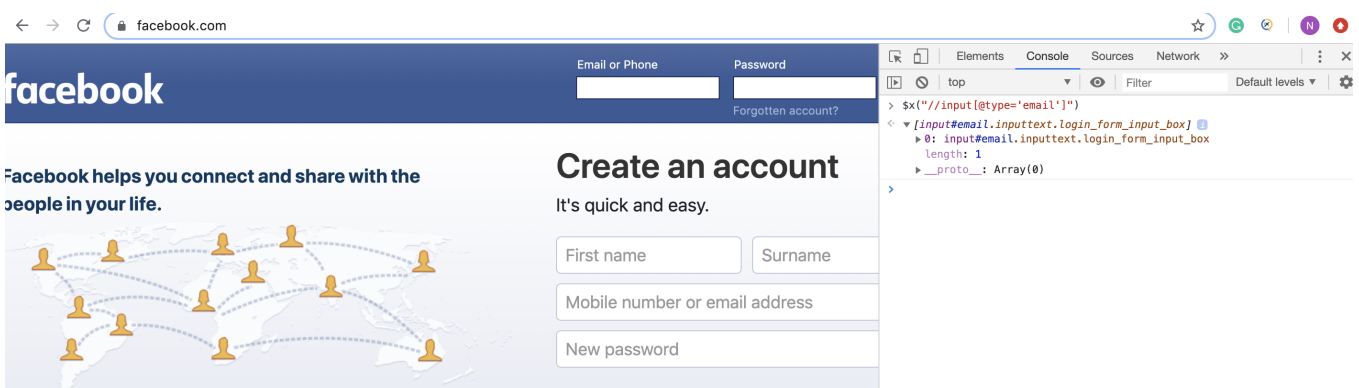 facebook.com
N
facebook
Email or Phone
Password
Forgotten account?
Facebook helps you connect and share with the
people in your life.
Create an account
It's quick and easy.
First name
Surname
Mobile number or email address
New password
Elements Console Sources Network »
top
Filter
Default levels
> $x("//input[@type='email']")
[input#email.inputtext.login_form_input_box]
0: input#email.inputtext.login_form_input_box
length: 1
__proto__: Array(0)
>